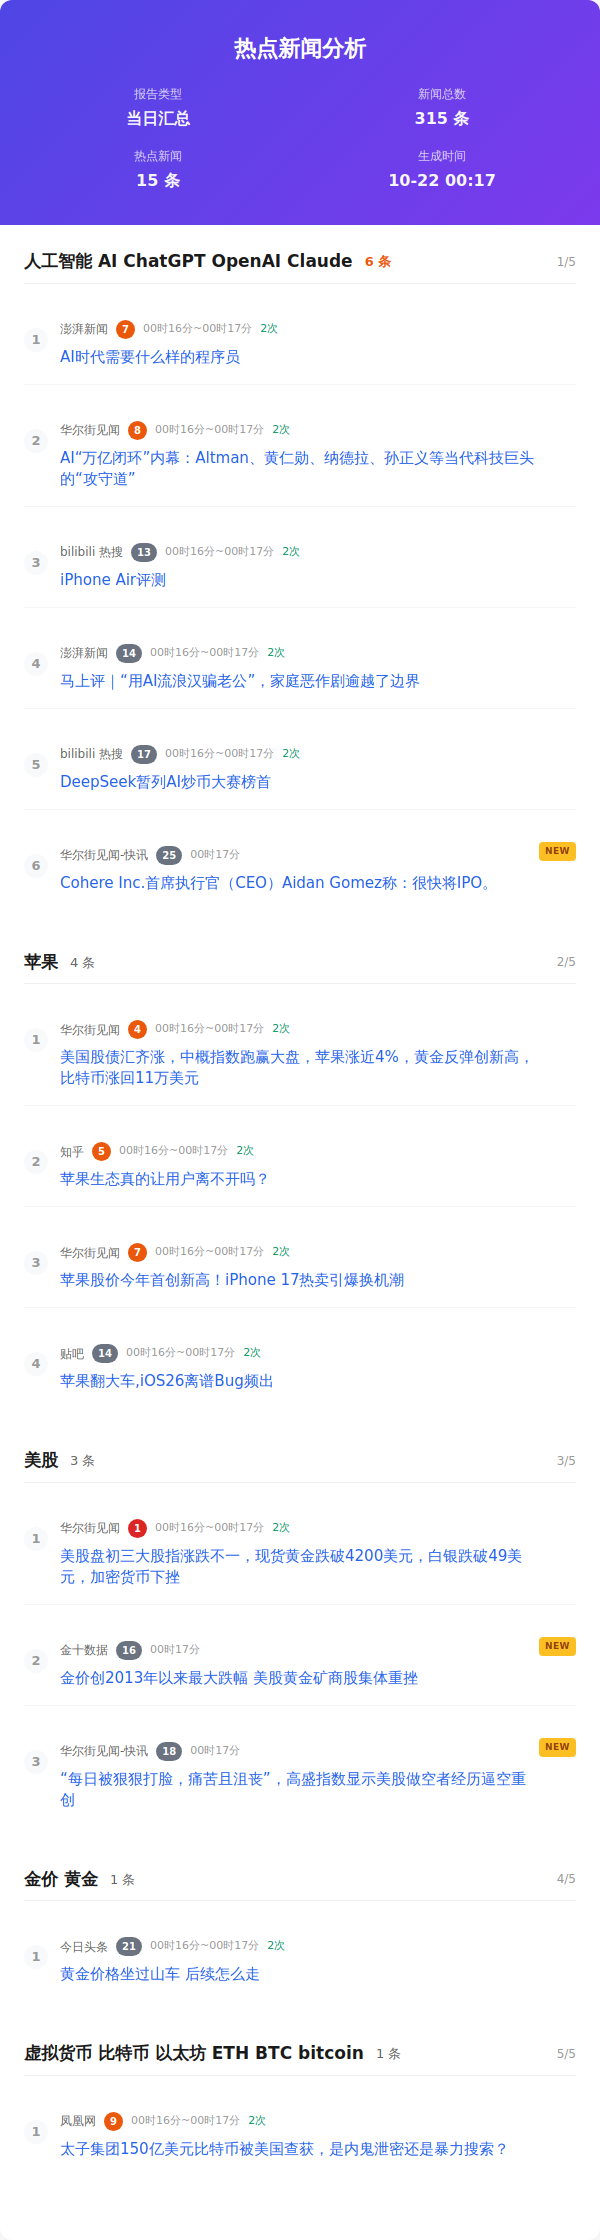 热点新闻分析
报告类型
当日汇总
新闻总数
315 条
热点新闻
15 条
生成时间
10-22 00:17
人工智能 AI ChatGPT OpenAI Claude 6 条 1/5
1 澎湃新闻 7 00时16分~00时17分 2次
AI时代需要什么样的程序员
2 华尔街见闻 8 00时16分~00时17分 2次
AI“万亿闭环”内幕：Altman、黄仁勋、纳德拉、孙正义等当代科技巨头
的“攻守道”
3 bilibili 热搜 13 00时16分~00时17分 2次
iPhone Air评测
4 澎湃新闻 14 00时16分~00时17分 2次
马上评｜“用AI流浪汉骗老公”，家庭恶作剧逾越了边界
5 bilibili 热搜 17 00时16分~00时17分 2次
DeepSeek暂列AI炒币大赛榜首
6 华尔街见闻-快讯 25 00时17分 NEW
Cohere Inc.首席执行官（CEO）Aidan Gomez称：很快将IPO。
苹果 4 条 2/5
1 华尔街见闻 4 00时16分~00时17分 2次
美国股债汇齐涨，中概指数跑赢大盘，苹果涨近4%，黄金反弹创新高，
比特币涨回11万美元
2 知乎 5 00时16分~00时17分 2次
苹果生态真的让用户离不开吗？
3 华尔街见闻 7 00时16分~00时17分 2次
苹果股价今年首创新高！iPhone 17热卖引爆换机潮
4 贴吧 14 00时16分~00时17分 2次
苹果翻大车,iOS26离谱Bug频出
美股 3 条 3/5
1 华尔街见闻 1 00时16分~00时17分 2次
美股盘初三大股指涨跌不一，现货黄金跌破4200美元，白银跌破49美
元，加密货币下挫
2 金十数据 16 00时17分 NEW
金价创2013年以来最大跌幅 美股黄金矿商股集体重挫
3 华尔街见闻-快讯 18 00时17分 NEW
“每日被狠狠打脸，痛苦且沮丧”，高盛指数显示美股做空者经历逼空重
创
金价 黄金 1 条 4/5
1 今日头条 21 00时16分~00时17分 2次
黄金价格坐过山车 后续怎么走
虚拟货币 比特币 以太坊 ETH BTC bitcoin 1 条 5/5
1 凤凰网 9 00时16分~00时17分 2次
太子集团150亿美元比特币被美国查获，是内鬼泄密还是暴力搜索？